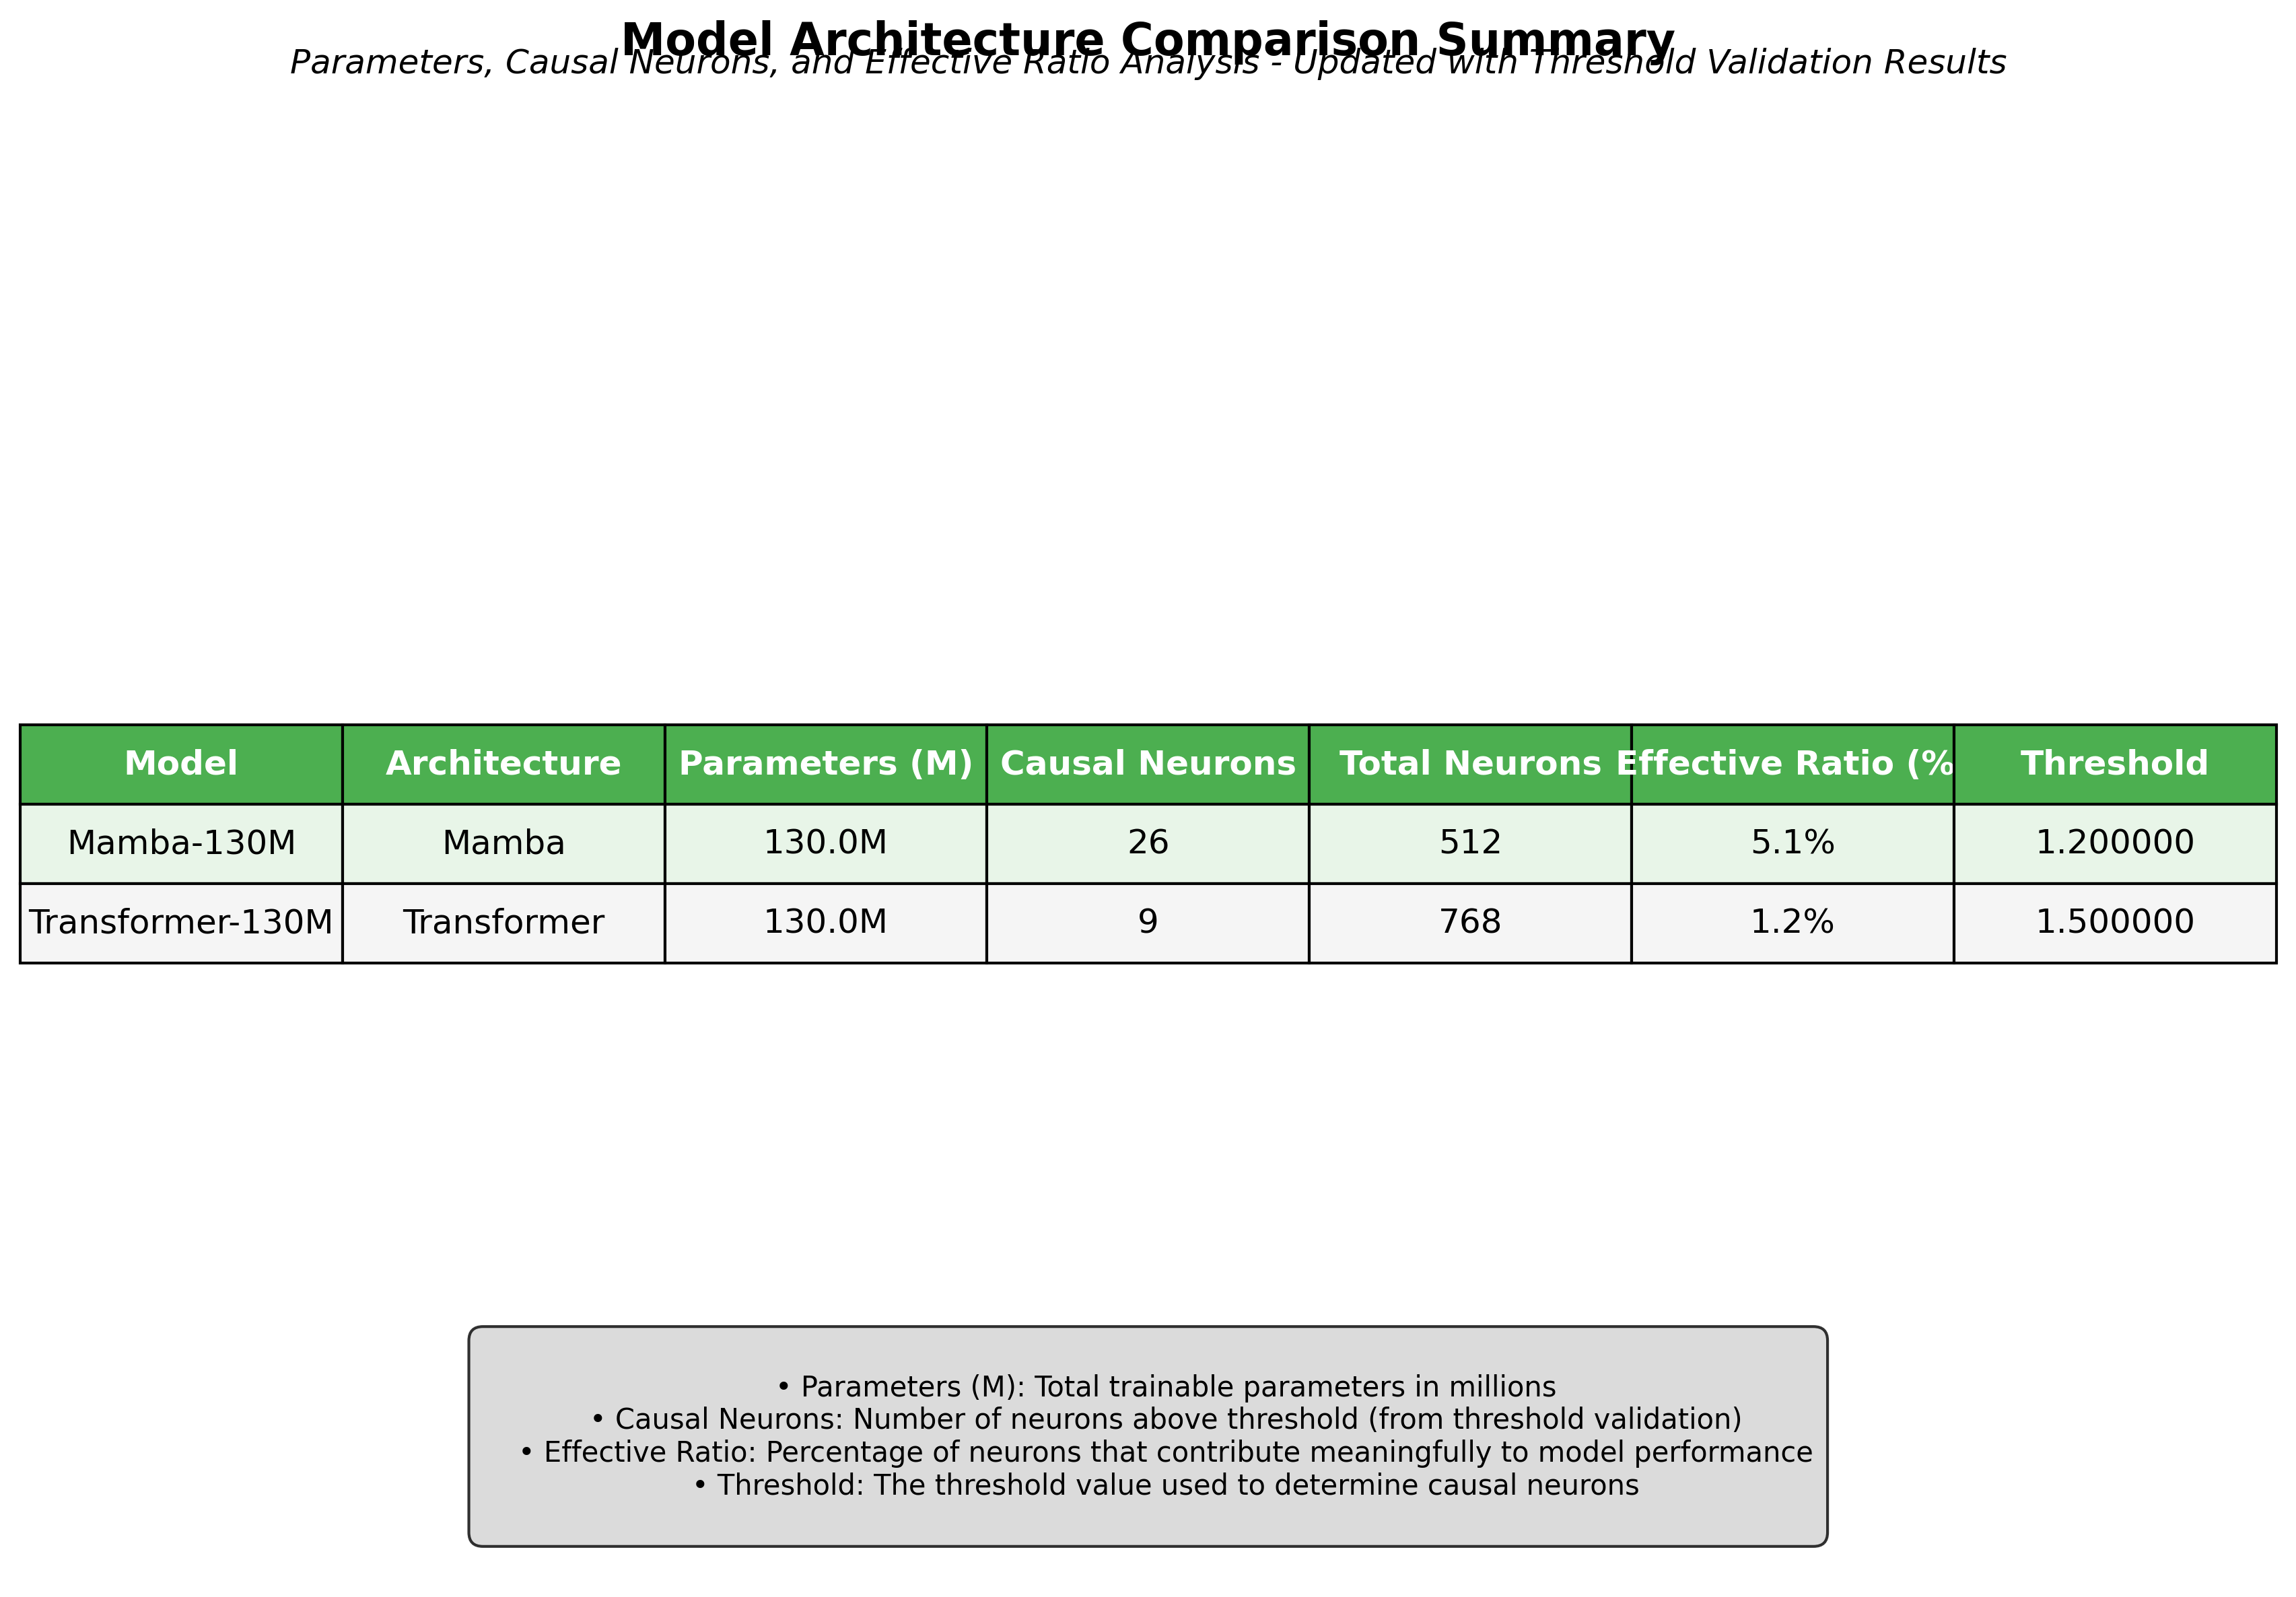 Model Architecture Comparison Summary
Parameters, Causal Neurons, and Effective Ratio Analysis - Updated with Threshold Validation Results
Model Architecture Parameters (M) Causal Neurons Total Neurons Effective Ratio (% Threshold
Mamba-130M Mamba 130.0M 26 512 5.1% 1.200000
Transformer-130M Transformer 130.0M 9 768 1.2% 1.500000
• Parameters (M): Total trainable parameters in millions
• Causal Neurons: Number of neurons above threshold (from threshold validation)
• Effective Ratio: Percentage of neurons that contribute meaningfully to model performance
• Threshold: The threshold value used to determine causal neurons